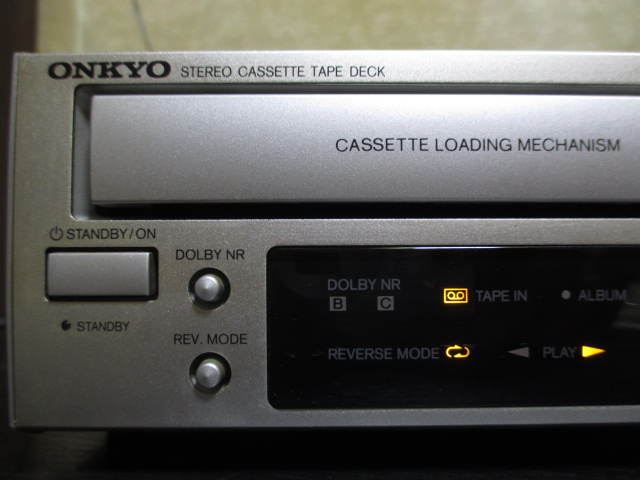 ONKYO STEREO CASSETTE TAPE DECK
CASSETTE LOADING MECHANISM
STANDBY/ON
DOLBY NR
STANDBY
REV. MODE
DOLBY NR
B C
TAPE IN
ALBUM
REVERSE MODE
PLAY